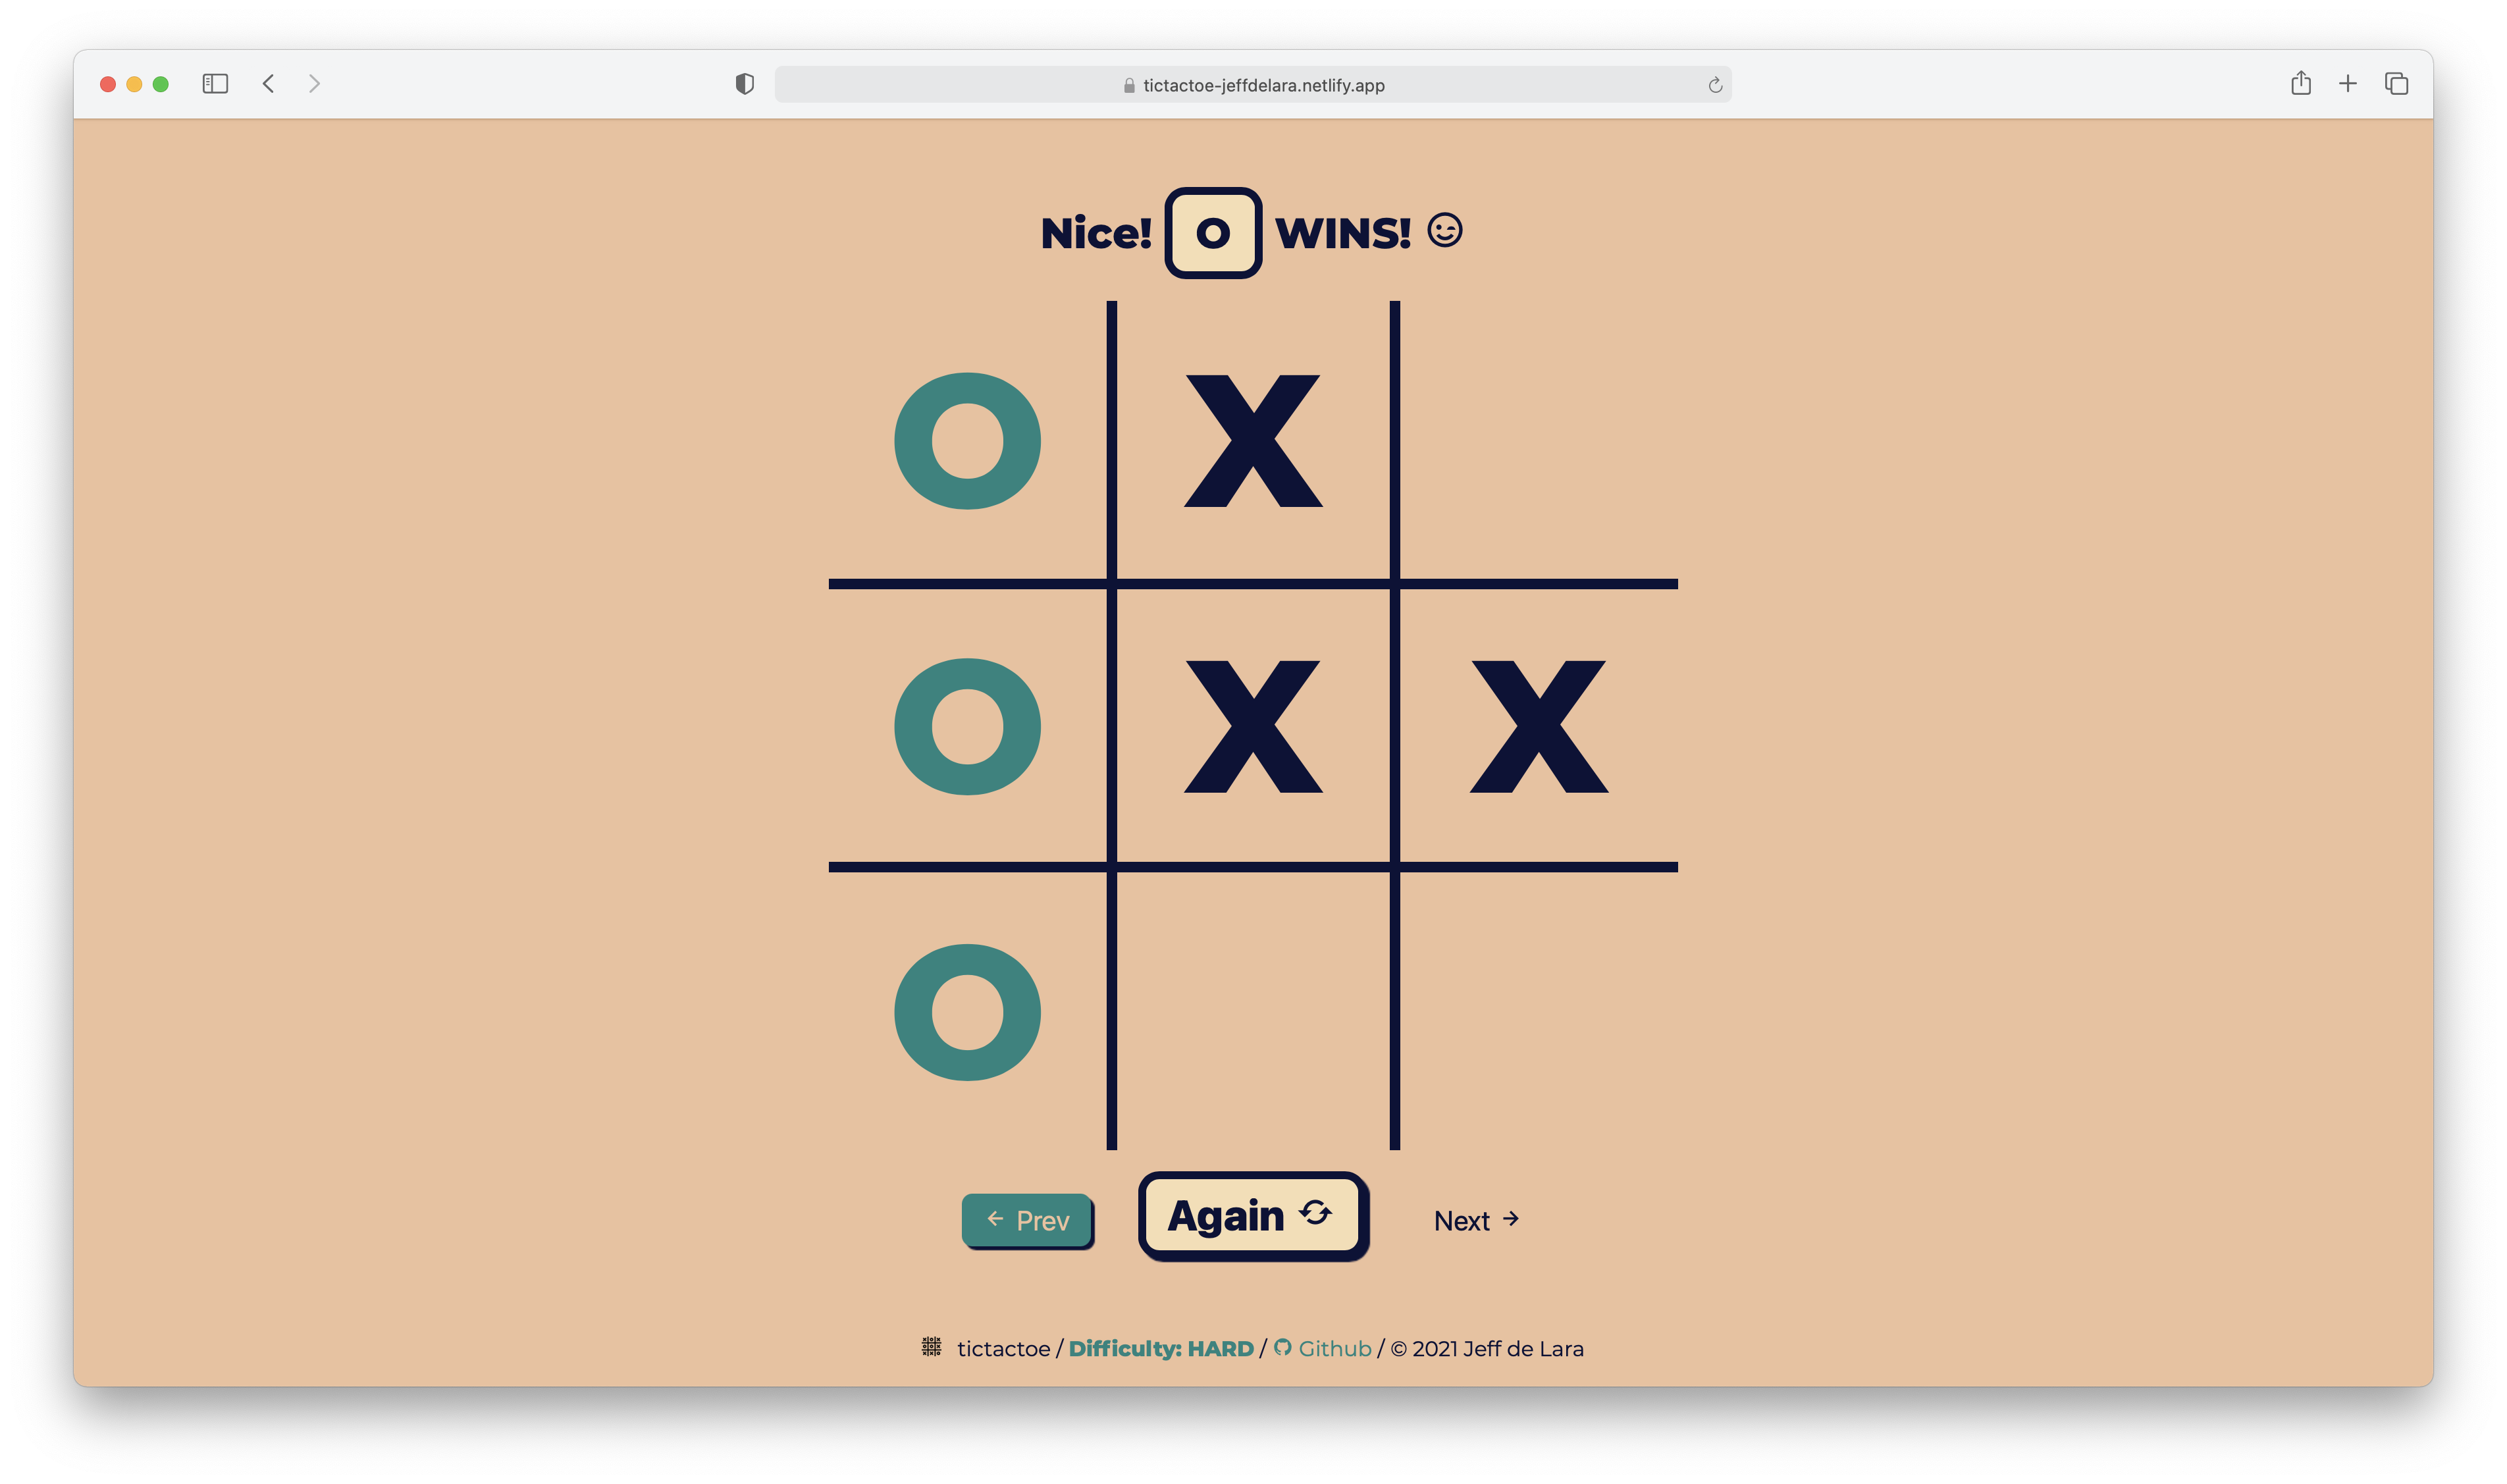 tictactoe-jeffdelara.netlify.app
Nice! O WINS!
O X
O X X
O
Prev Again Next
tictactoe / Difficulty: HARD / Github / © 2021 Jeff de Lara